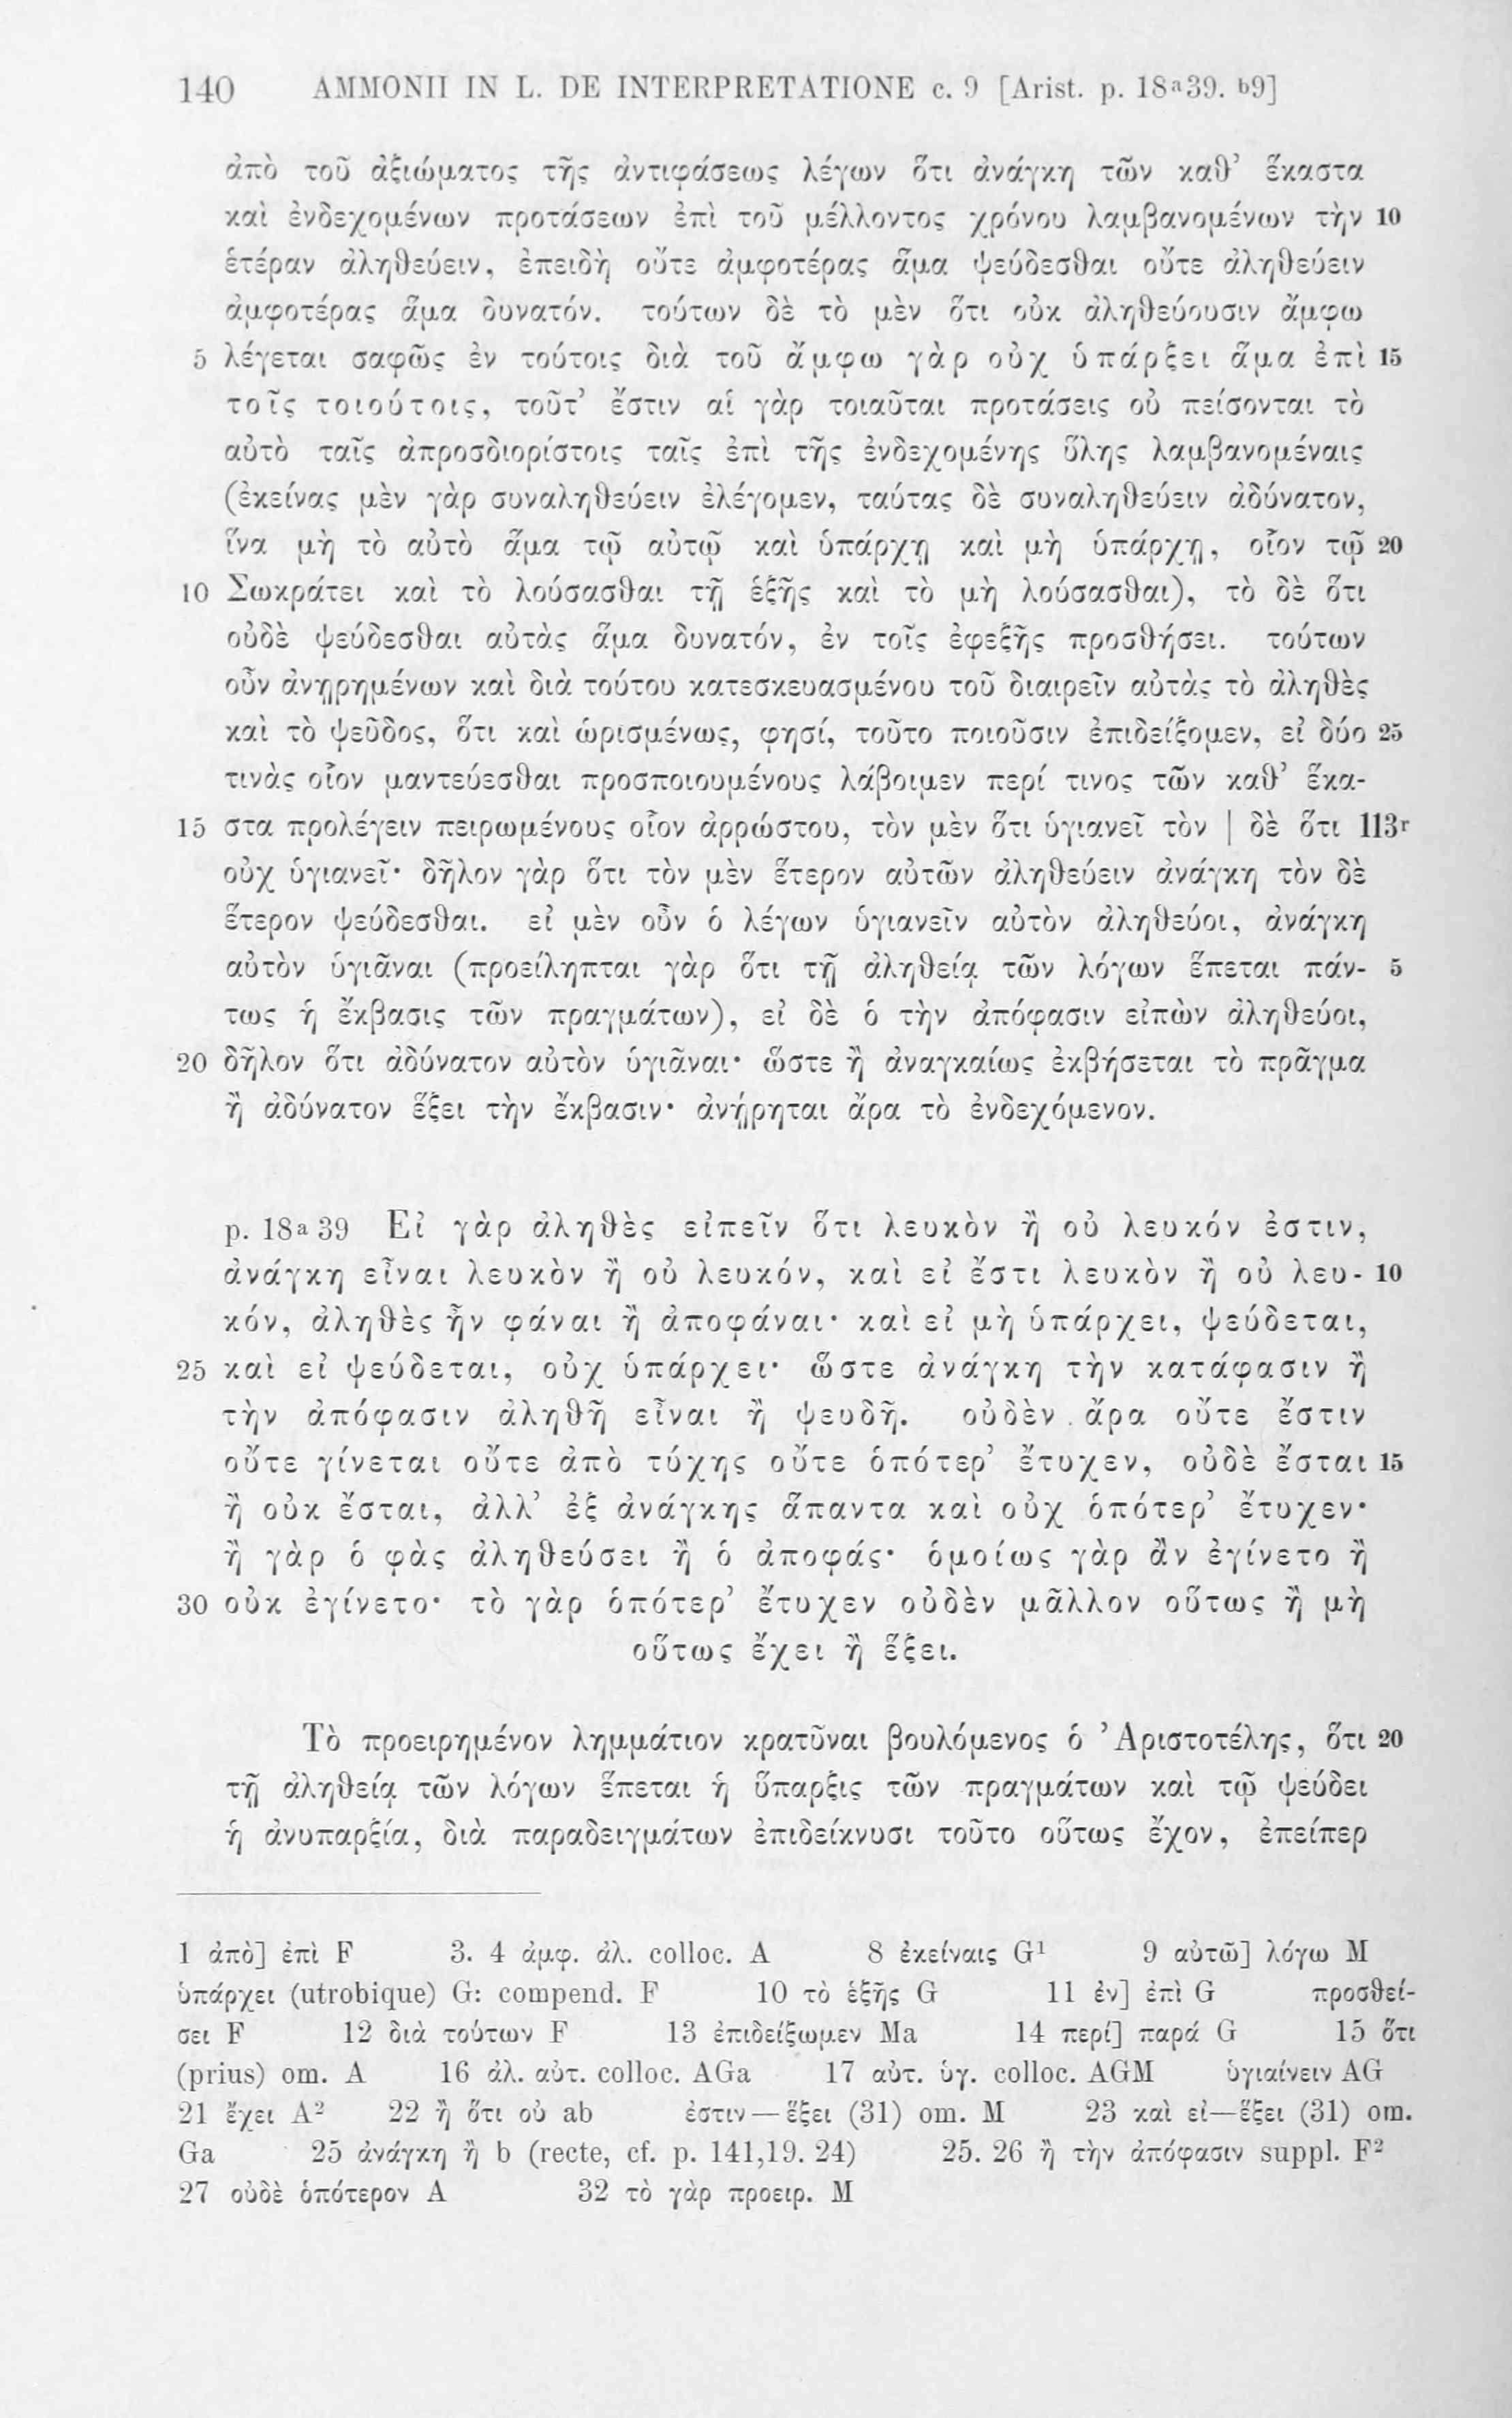 140 AMMONII IN L. DE INTERPRETATIONE c. 9 [Arist. p. 18a39. b9]
ἀπὸ τοῦ ἀξιώματος τῆς ἀντιφάσεως λέγων ὅτι ἀνάγκη τῶν καθ’ ἕκαστα
καὶ ἐνδεχομένων προτάσεων ἐπὶ τοῦ μέλλοντος χρόνου λαμβανομένων τὴν 10
ἑτέραν ἀληθεύειν, ἐπειδὴ οὔτε ἀμφοτέρας ἅμα ψεύδεσθαι οὔτε ἀληθεύειν
ἀμφοτέρας ἅμα δυνατόν. τούτων δὲ τὸ μὲν ὅτι οὐκ ἀληθεύουσιν ἄμφω
5 λέγεται σαφῶς ἐν τούτοις διὰ τοῦ ἄμφω γὰρ οὐχ ὑπάρξει ἅμα ἐπὶ 15
τοῖς τοιούτοις, τοῦτ’ ἔστιν αἱ γὰρ τοιαῦται προτάσεις οὐ πείσονται τὸ
αὐτὸ ταῖς ἀπροσδιορίστοις ταῖς ἐπὶ τῆς ἐνδεχομένης ὕλης λαμβανομέναις
(ἐκείνας μὲν γὰρ συναληθεύειν ἐλέγομεν, ταύτας δὲ συναληθεύειν ἀδύνατον,
ἵνα μὴ τὸ αὐτὸ ἅμα τῷ αὐτῷ καὶ ὑπάρχῃ καὶ μὴ ὑπάρχῃ, οἷον τῷ 20
10 Σωκράτει καὶ τὸ λούσασθαι τῇ ἑξῆς καὶ τὸ μὴ λούσασθαι), τὸ δὲ ὅτι
οὐδὲ ψεύδεσθαι αὐτὰς ἅμα δυνατόν, ἐν τοῖς ἐφεξῆς προσθήσει. τούτων
οὖν ἀνῃρημένων καὶ διὰ τούτου κατεσκευασμένου τοῦ διαιρεῖν αὐτὰς τὸ ἀληθὲς
καὶ τὸ ψεῦδος, ὅτι καὶ ὡρισμένως, φησί, τοῦτο ποιοῦσιν ἐπιδείξομεν, εἰ δύο 25
τινὰς οἷον μαντεύεσθαι προσποιουμένους λάβοιμεν περί τινος τῶν καθ’ ἕκα-
15 στα προλέγειν πειρωμένους οἷον ἀρρώστου, τὸν μὲν ὅτι ὑγιανεῖ τὸν | δὲ ὅτι 113r
οὐχ ὑγιανεῖ· δῆλον γὰρ ὅτι τὸν μὲν ἕτερον αὐτῶν ἀληθεύειν ἀνάγκη τὸν δὲ
ἕτερον ψεύδεσθαι. εἰ μὲν οὖν ὁ λέγων ὑγιανεῖν αὐτὸν ἀληθεύοι, ἀνάγκη
αὐτὸν ὑγιᾶναι (προείληπται γὰρ ὅτι τῇ ἀληθείᾳ τῶν λόγων ἕπεται πάν- 5
τως ἡ ἔκβασις τῶν πραγμάτων), εἰ δὲ ὁ τὴν ἀπόφασιν εἰπὼν ἀληθεύοι,
20 δῆλον ὅτι ἀδύνατον αὐτὸν ὑγιᾶναι· ὥστε ἢ ἀναγκαίως ἐκβήσεται τὸ πρᾶγμα
ἢ ἀδύνατον ἕξει τὴν ἔκβασιν· ἀνῄρηται ἄρα τὸ ἐνδεχόμενον.
p. 18a 39 Εἰ γὰρ ἀληθὲς εἰπεῖν ὅτι λευκὸν ἢ οὐ λευκόν ἐστιν,
ἀνάγκη εἶναι λευκὸν ἢ οὐ λευκόν, καὶ εἰ ἔστι λευκὸν ἢ οὐ λευ- 10
κόν, ἀληθὲς ἦν φάναι ἢ ἀποφάναι· καὶ εἰ μὴ ὑπάρχει, ψεύδεται,
25 καὶ εἰ ψεύδεται, οὐχ ὑπάρχει· ὥστε ἀνάγκη τὴν κατάφασιν ἢ
τὴν ἀπόφασιν ἀληθῆ εἶναι ἢ ψευδῆ. οὐδὲν ἄρα οὔτε ἔστιν
οὔτε γίνεται οὔτε ἀπὸ τύχης οὔτε ὁπότερ’ ἔτυχεν, οὐδὲ ἔσται 15
ἢ οὐκ ἔσται, ἀλλ’ ἐξ ἀνάγκης ἅπαντα καὶ οὐχ ὁπότερ’ ἔτυχεν·
ἢ γὰρ ὁ φὰς ἀληθεύσει ἢ ὁ ἀποφάς· ὁμοίως γὰρ ἂν ἐγίνετο ἢ
30 οὐκ ἐγίνετο· τὸ γὰρ ὁπότερ’ ἔτυχεν οὐδὲν μᾶλλον οὕτως ἢ μὴ
οὕτως ἔχει ἢ ἕξει.
Τὸ προειρημένον λημμάτιον κρατῦναι βουλόμενος ὁ Ἀριστοτέλης, ὅτι 20
τῇ ἀληθείᾳ τῶν λόγων ἕπεται ἡ ὕπαρξις τῶν πραγμάτων καὶ τῷ ψεύδει
ἡ ἀνυπαρξία, διὰ παραδειγμάτων ἐπιδείκνυσι τοῦτο οὕτως ἔχον, ἐπείπερ
1 ἀπὸ] ἐπὶ F 3. 4 ἀμφ. ἀλ. colloc. A 8 ἐκείναις G1 9 αὐτῶ] λόγω M
ὑπάρχει (utrobique) G: compend. F 10 τὸ ἑξῆς G 11 ἐν] ἐπὶ G προσθεί-
σει F 12 διὰ τούτων F 13 ἐπιδείξωμεν Ma 14 περί] παρά G 15 ὅτι
(prius) om. A 16 ἀλ. αὐτ. colloc. AGa 17 αὐτ. ὑγ. colloc. AGM ὑγιαίνειν AG
21 ἔχει A2 22 ἢ ὅτι οὐ ab ἐστιν — ἕξει (31) om. M 23 καὶ εἰ—ἕξει (31) om.
Ga 25 ἀνάγκη ἢ b (recte, cf. p. 141,19. 24) 25. 26 ἢ τὴν ἀπόφασιν suppl. F2
27 οὐδὲ ὁπότερον A 32 τὸ γὰρ προειρ. M